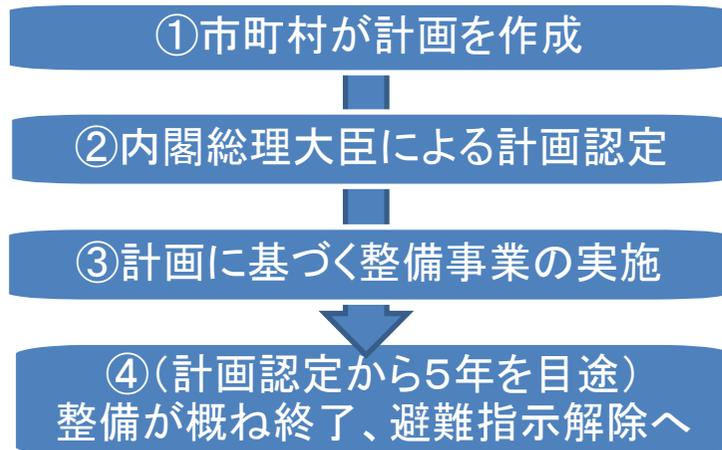 ①市町村が計画を作成
②内閣総理大臣による計画認定
③計画に基づく整備事業の実施
④（計画認定から５年を目途）
整備が概ね終了、避難指示解除へ